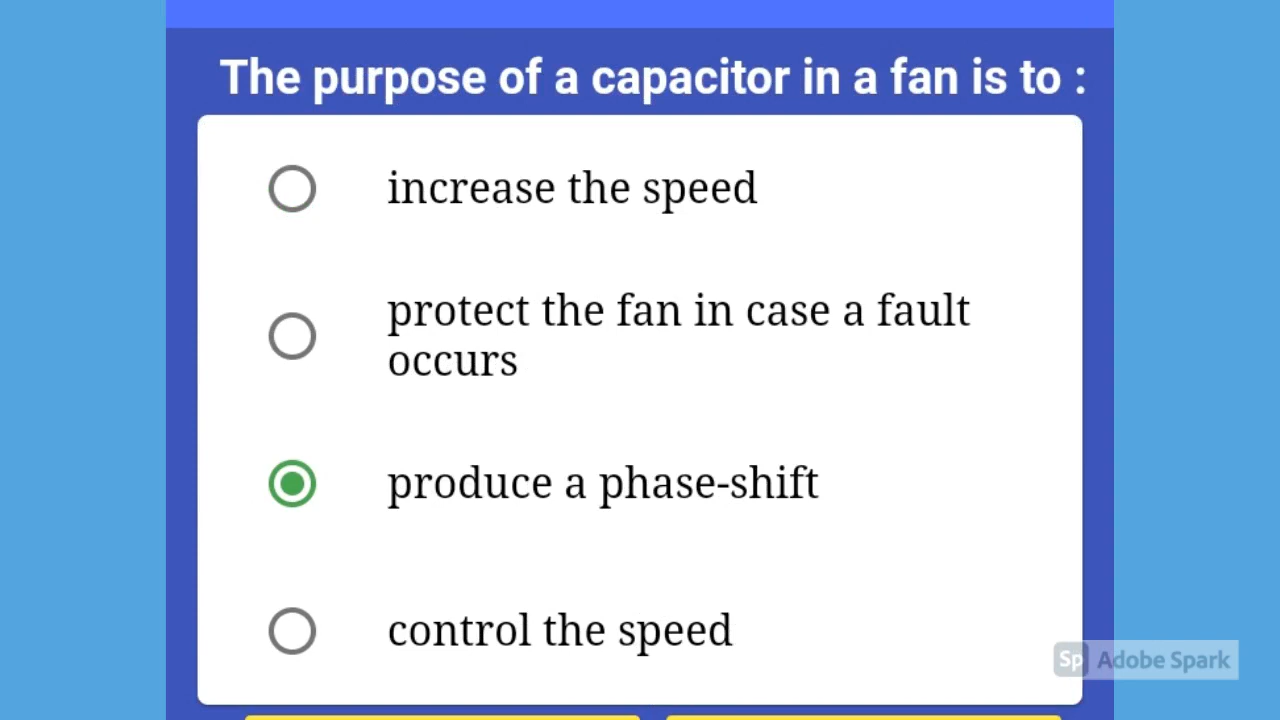 The purpose of a capacitor in a fan is to :
increase the speed
protect the fan in case a fault
occurs
produce a phase-shift
control the speed
Sp Adobe Spark